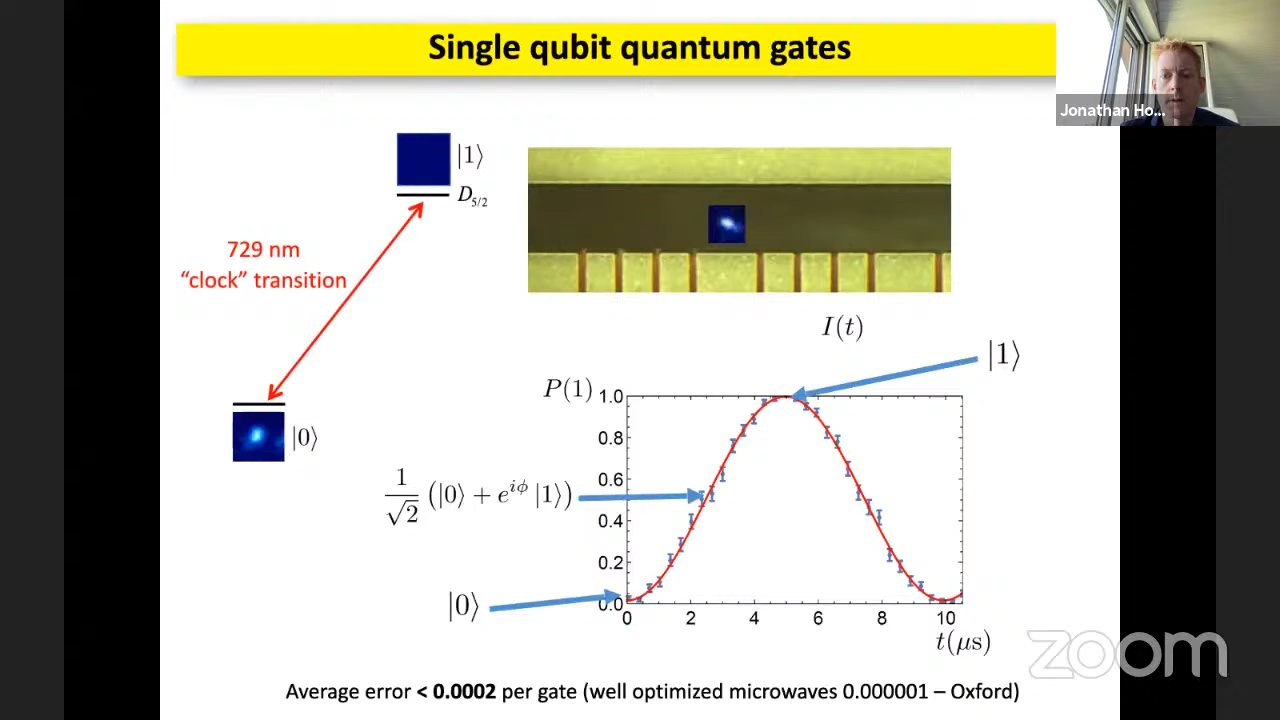 Single qubit quantum gates
Jonathan Ho...
|1⟩
D5/2
729 nm
“clock” transition
|0⟩
I(t)
|1⟩
P(1)
1.0
0.8
0.6
0.4
0.2
0.0
1/√2 (|0⟩ + e^{iϕ} |1⟩)
|0⟩
0 2 4 6 8 10
t(μs)
zoom
Average error < 0.0002 per gate (well optimized microwaves 0.000001 – Oxford)